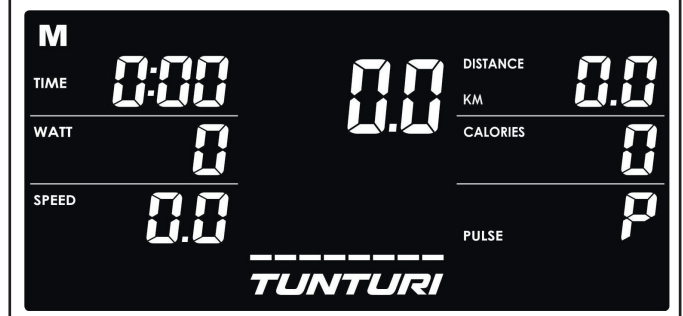 M
TIME 0:00
WATT 0
SPEED 0.0
0.0
DISTANCE
KM 0.0
CALORIES 0
PULSE P
TUNTURI